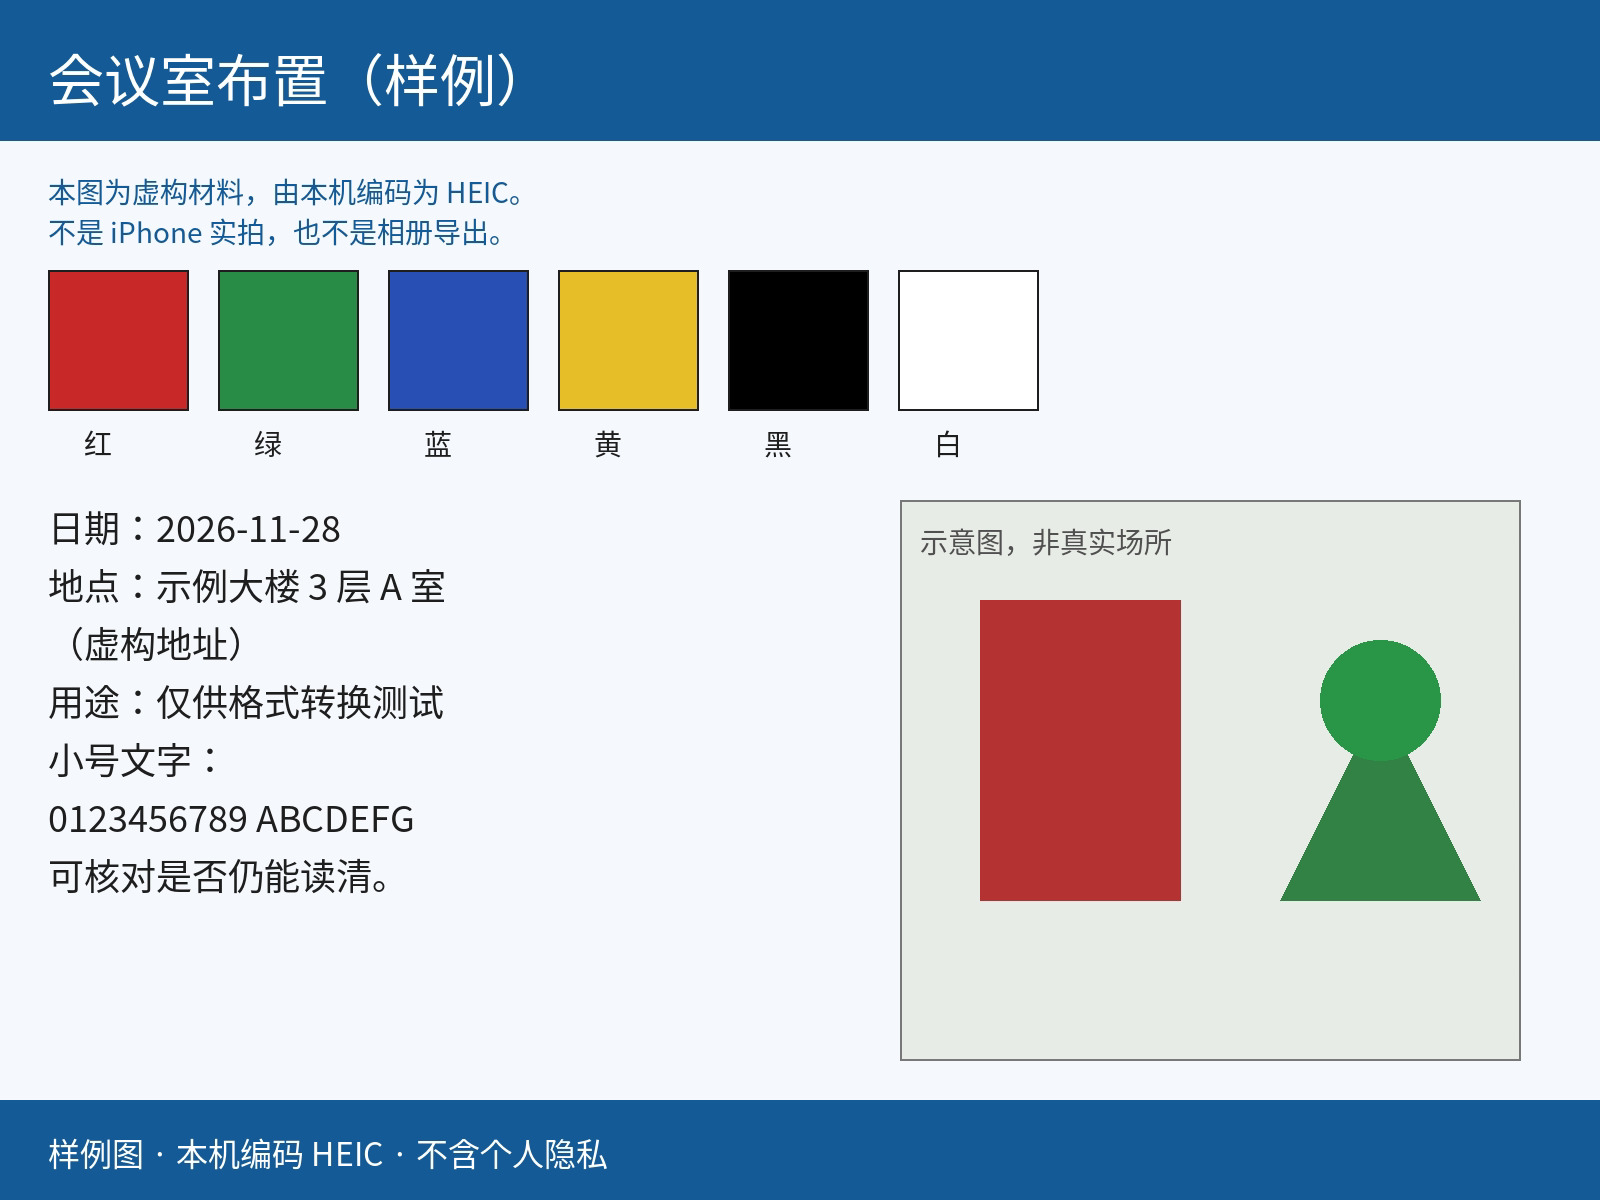 会议室布置（样例）
本图为虚构材料，由本机编码为 HEIC。
不是 iPhone 实拍，也不是相册导出。
红 绿 蓝 黄 黑 白
日期：2026-11-28
地点：示例大楼 3 层 A 室
（虚构地址）
用途：仅供格式转换测试
小号文字：
0123456789 ABCDEFG
可核对是否仍能读清。
示意图，非真实场所
样例图 · 本机编码 HEIC · 不含个人隐私